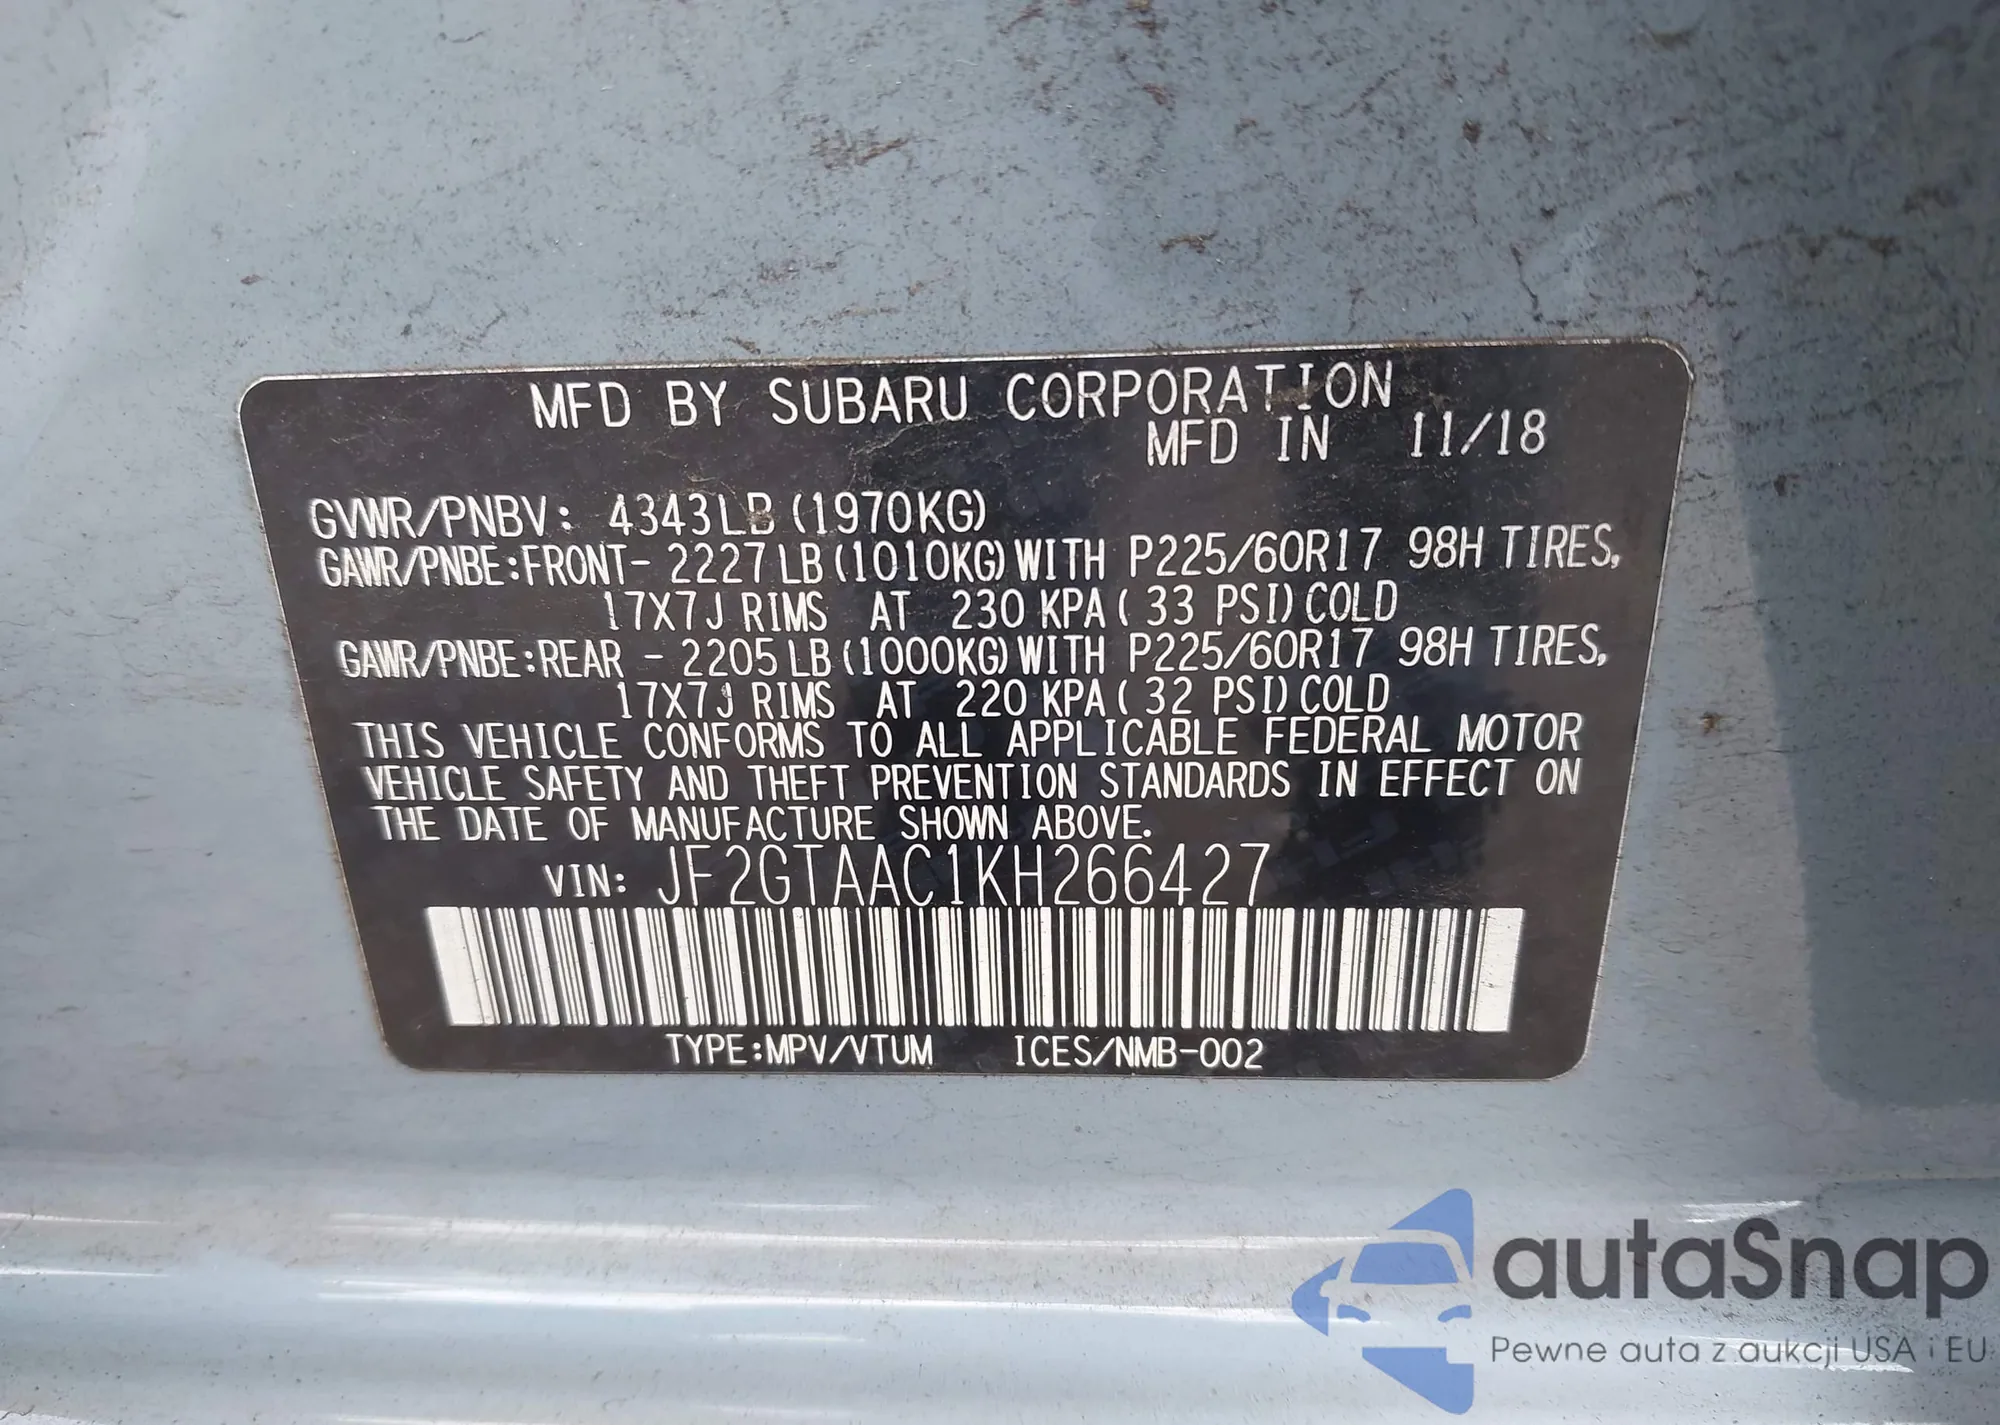 MFD BY SUBARU CORPORATION
MFD IN 11/18
GVWR/PNBV: 4343LB (1970KG)
GAWR/PNBE:FRONT- 2227LB(1010KG)WITH P225/60R17 98H TIRES,
17X7J RIMS AT 230 KPA( 33 PSI)COLD
GAWR/PNBE:REAR - 2205LB(1000KG)WITH P225/60R17 98H TIRES,
17X7J RIMS AT 220 KPA( 32 PSI)COLD
THIS VEHICLE CONFORMS TO ALL APPLICABLE FEDERAL MOTOR
VEHICLE SAFETY AND THEFT PREVENTION STANDARDS IN EFFECT ON
THE DATE OF MANUFACTURE SHOWN ABOVE.
VIN: JF2GTAAC1KH266427
TYPE:MPV/VTUM ICES/NMB-002
autaSnap
Pewne auta z aukcji USA i EU